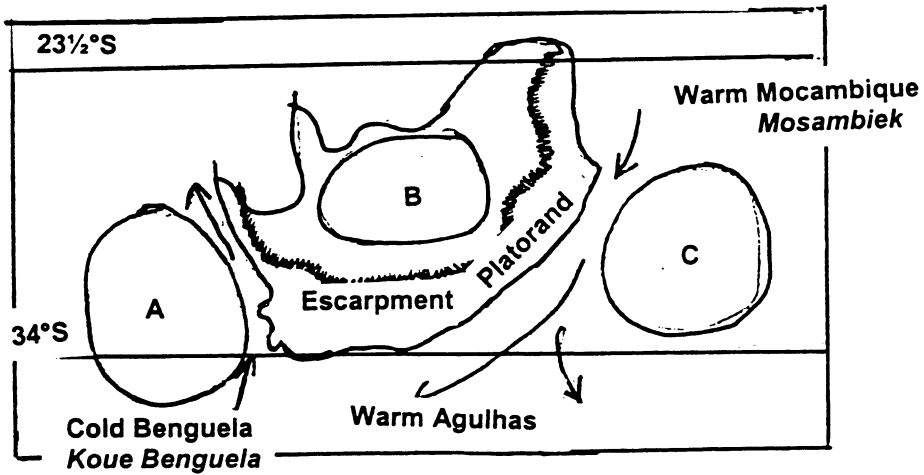 23½°S
Warm Mocambique
Mosambiek
B
C
Platorand
Escarpment
A
34°S
Warm Agulhas
Cold Benguela
Koue Benguela